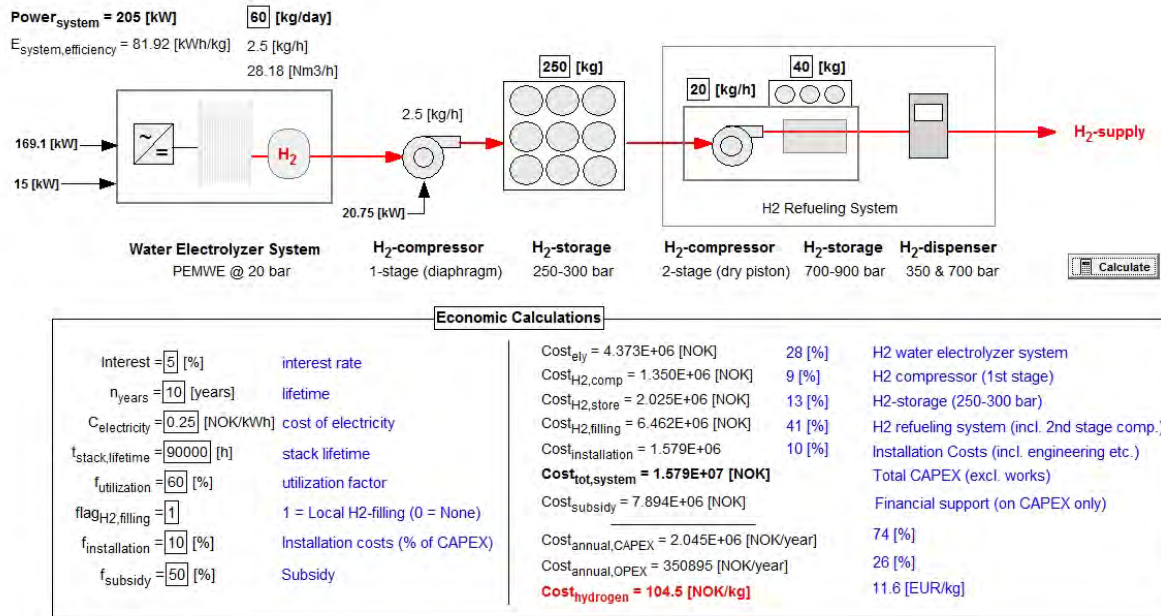 Power_system = 205 [kW]
60 [kg/day]
E_system,efficiency = 81.92 [kWh/kg]
2.5 [kg/h]
28.18 [Nm3/h]
250 [kg]
40 [kg]
20 [kg/h]
2.5 [kg/h]
~ =
169.1 [kW]
H2
H2-supply
15 [kW]
20.75 [kW]
H2 Refueling System
Water Electrolyzer System
PEMWE @ 20 bar
H2-compressor
1-stage (diaphragm)
H2-storage
250-300 bar
H2-compressor
2-stage (dry piston)
H2-storage
700-900 bar
H2-dispenser
350 & 700 bar
Calculate
Economic Calculations
Interest = 5 [%] interest rate
n_years = 10 [years] lifetime
C_electricity = 0.25 [NOK/kWh] cost of electricity
t_stack,lifetime = 90000 [h] stack lifetime
f_utilization = 60 [%] utilization factor
flag_H2,filling = 1 1 = Local H2-filling (0 = None)
f_installation = 10 [%] Installation costs (% of CAPEX)
f_subsidy = 50 [%] Subsidy
Cost_ely = 4.373E+06 [NOK] 28 [%] H2 water electrolyzer system
Cost_H2,comp = 1.350E+06 [NOK] 9 [%] H2 compressor (1st stage)
Cost_H2,store = 2.025E+06 [NOK] 13 [%] H2-storage (250-300 bar)
Cost_H2,filling = 6.462E+06 [NOK] 41 [%] H2 refueling system (incl. 2nd stage comp.)
Cost_installation = 1.579E+06 10 [%] Installation Costs (incl. engineering etc.)
Cost_tot,system = 1.579E+07 [NOK] Total CAPEX (excl. works)
Cost_subsidy = 7.894E+06 [NOK] Financial support (on CAPEX only)
Cost_annual,CAPEX = 2.045E+06 [NOK/year] 74 [%]
Cost_annual,OPEX = 350895 [NOK/year] 26 [%]
Cost_hydrogen = 104.5 [NOK/kg] 11.6 [EUR/kg]